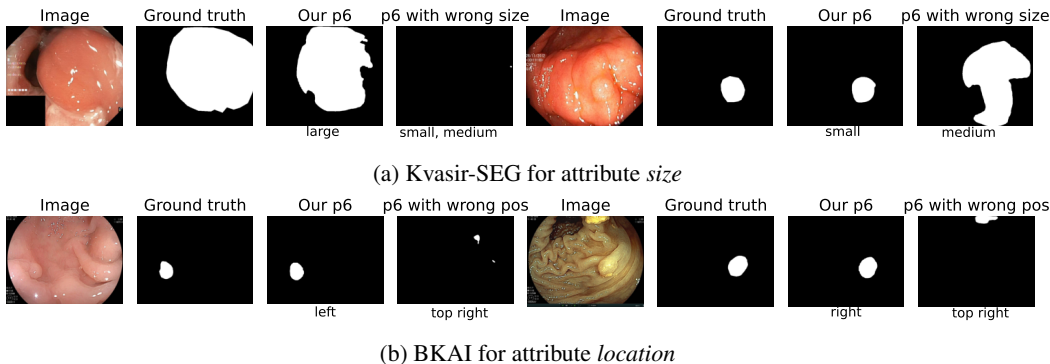 Image Ground truth Our p6 p6 with wrong size Image Ground truth Our p6 p6 with wrong size
large small, medium small medium
(a) Kvasir-SEG for attribute size
Image Ground truth Our p6 p6 with wrong pos Image Ground truth Our p6 p6 with wrong pos
left top right right top right
(b) BKAI for attribute location